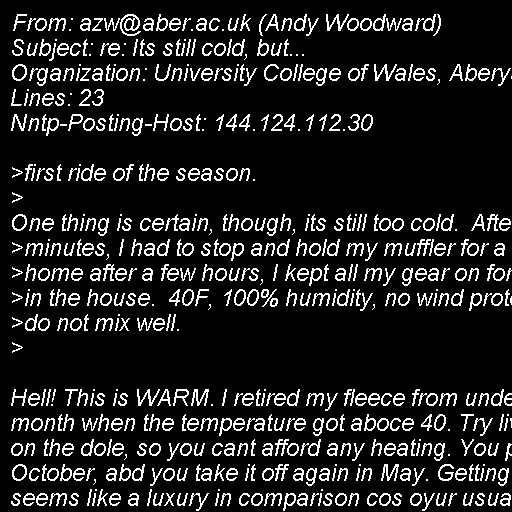 From: azw@aber.ac.uk (Andy Woodward)
Subject: re: Its still cold, but...
Organization: University College of Wales, Abery
Lines: 23
Nntp-Posting-Host: 144.124.112.30

>first ride of the season.
>
One thing is certain, though, its still too cold.  Afte
>minutes, I had to stop and hold my muffler for a
>home after a few hours, I kept all my gear on for
>in the house.  40F, 100% humidity, no wind prote
>do not mix well.
>

Hell! This is WARM. I retired my fleece from unde
month when the temperature got aboce 40. Try liv
on the dole, so you cant afford any heating. You p
October, abd you take it off again in May. Getting
seems like a luxury in comparison cos oyur usua